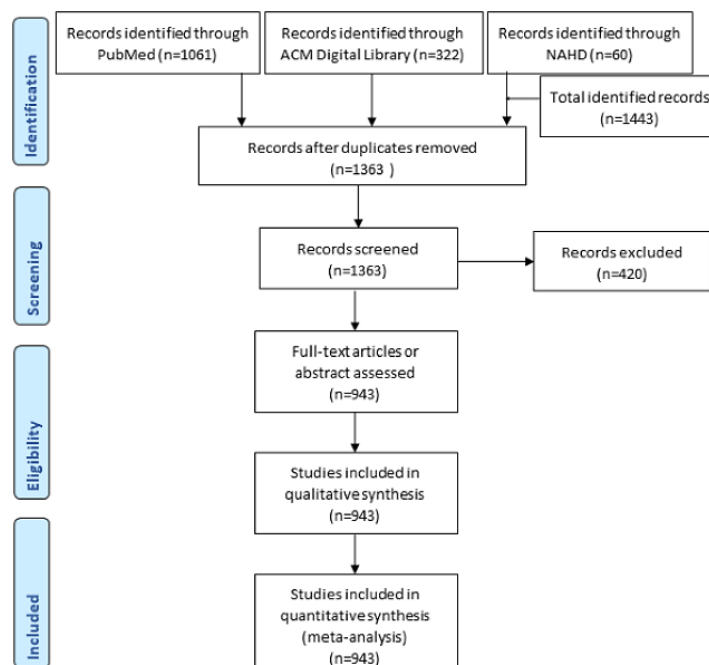 Records identified through
PubMed (n=1061)
Records identified through
ACM Digital Library (n=322)
Records identified through
NAHD (n=60)
Total identified records
(n=1443)
Identification
Records after duplicates removed
(n=1363 )
Screening
Records screened
(n=1363)
Records excluded
(n=420)
Full-text articles or
abstract assessed
(n=943)
Eligibility
Studies included in
qualitative synthesis
(n=943)
Included
Studies included in
quantitative synthesis
(meta-analysis)
(n=943)